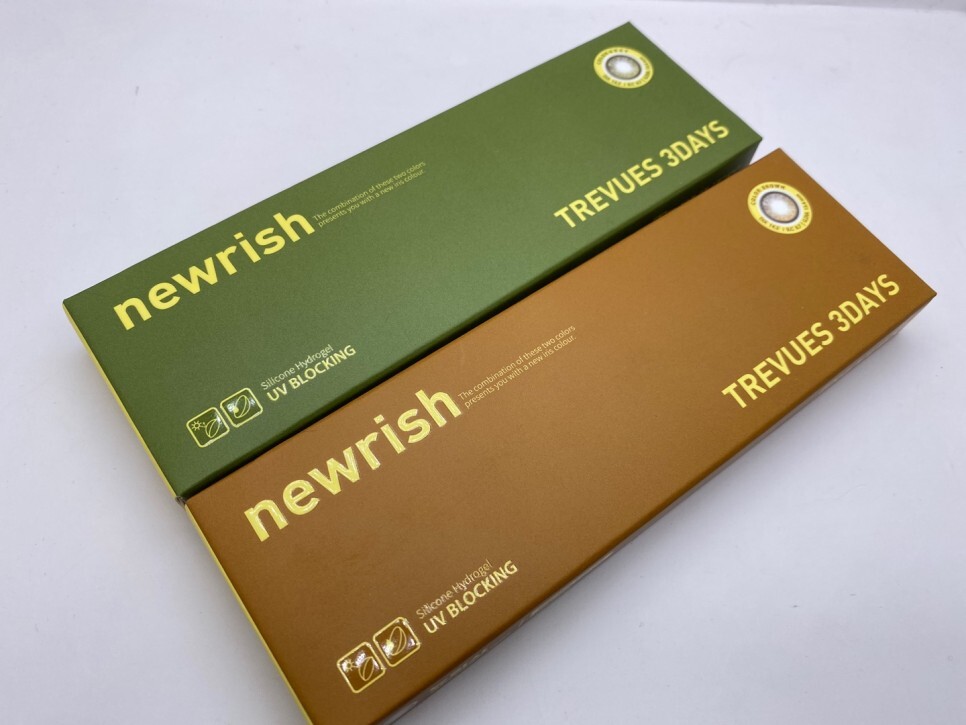 newrish
The combination of these two colors
presents you with a new iris colour.
TREVUES 3DAYS
Silicone Hydrogel
UV BLOCKING
newrish
The combination of these two colors
presents you with a new iris colour.
TREVUES 3DAYS
COLOR BROWN
Silicone Hydrogel
UV BLOCKING